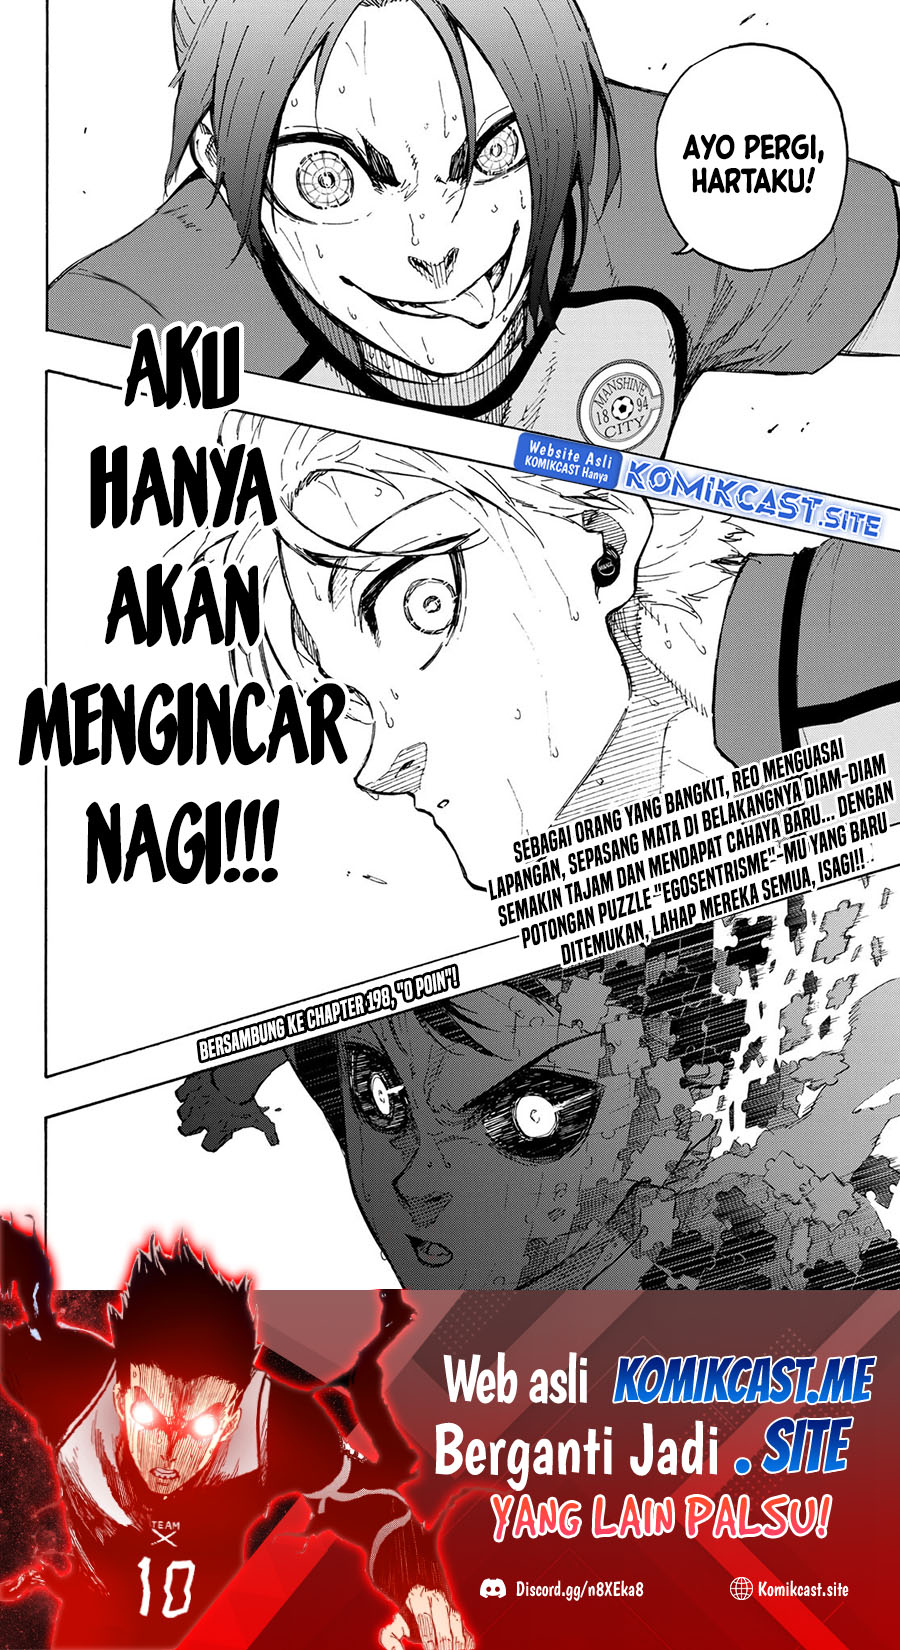 AYO PERGI,
HARTAKU!
MANSHINE
18 94
CITY
AKU
HANYA
AKAN
MENGINCAR
NAGI!!!
Website Asli
KOMIKCAST Hanya
KOMIKCAST.SITE
SEBAGAI ORANG YANG BANGKIT, REO MENGUASAI
LAPANGAN, SEPASANG MATA DI BELAKANGNYA DIAM-DIAM
SEMAKIN TAJAM DAN MENDAPAT CAHAYA BARU... DENGAN
POTONGAN PUZZLE "EGOSENTRISME"-MU YANG BARU
DITEMUKAN, LAHAP MEREKA SEMUA, ISAGI!!
BERSAMBUNG KE CHAPTER 198, "0 POIN"!
Web asli KOMIKCAST.ME
Berganti Jadi .SITE
YANG LAIN PALSU!
TEAM
X
10
Discord.gg/n8XEka8
Komikcast.site